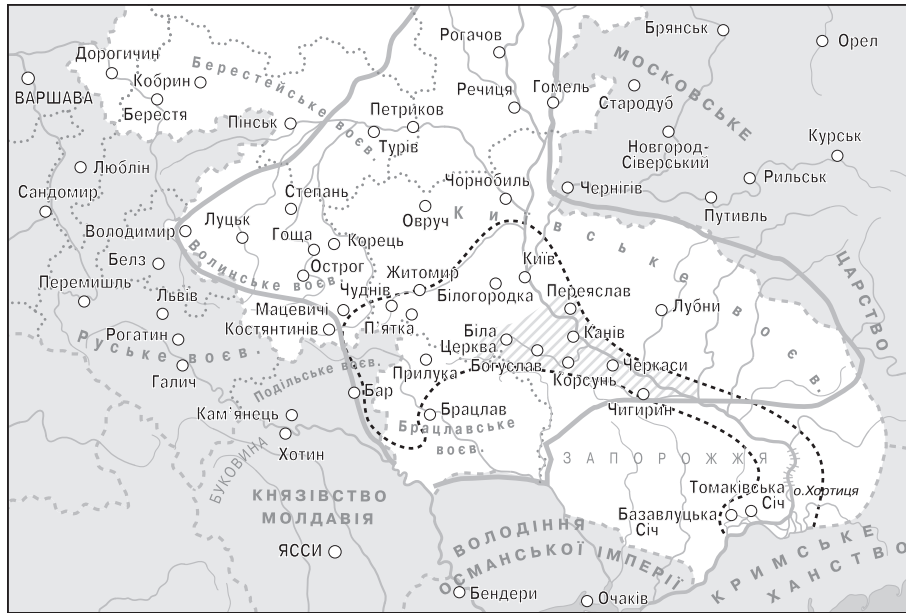 Рогачов
Брянськ
Орел
Дорогичин
Кобрин
Берестейське воєв.
МОСКОВСЬКЕ
ВАРШАВА
Берестя
Речиця
Гомель
Стародуб
Петриков
Пінськ
Турів
Новгород-
Сіверський
Курськ
Люблін
Рильськ
Сандомир
Степань
Чорнобиль
Чернігів
Путивль
Володимир
Луцьк
Овруч
Київське воєв.
Гоща
Корець
Белз
Волинське воєв.
Острог
Житомир
Київ
ЦАРСТВО
Перемишль
Львів
Чуднів
Білогородка
Переяслав
Лубни
Мацевичі
Рогатин
Костянтинів
П'ятка
Біла
Церква
Канів
Руське воєв.
Галич
Подільське воєв.
Прилука
Богуслав
Корсунь
Черкаси
Бар
Чигирин
Кам'янець
Брацлав
Брацлавське
воєв.
Хотин
БУКОВИНА
ЗАПОРОЖЖЯ
КНЯЗІВСТВО
МОЛДАВІЯ
Томаківська
Січ
о.Хортиця
Базавлуцька
Січ
ЯССИ
ВОЛОДІННЯ
ОСМАНСЬКОЇ ІМПЕРІЇ
КРИМСЬКЕ
ХАНСТВО
Бендери
Очаків